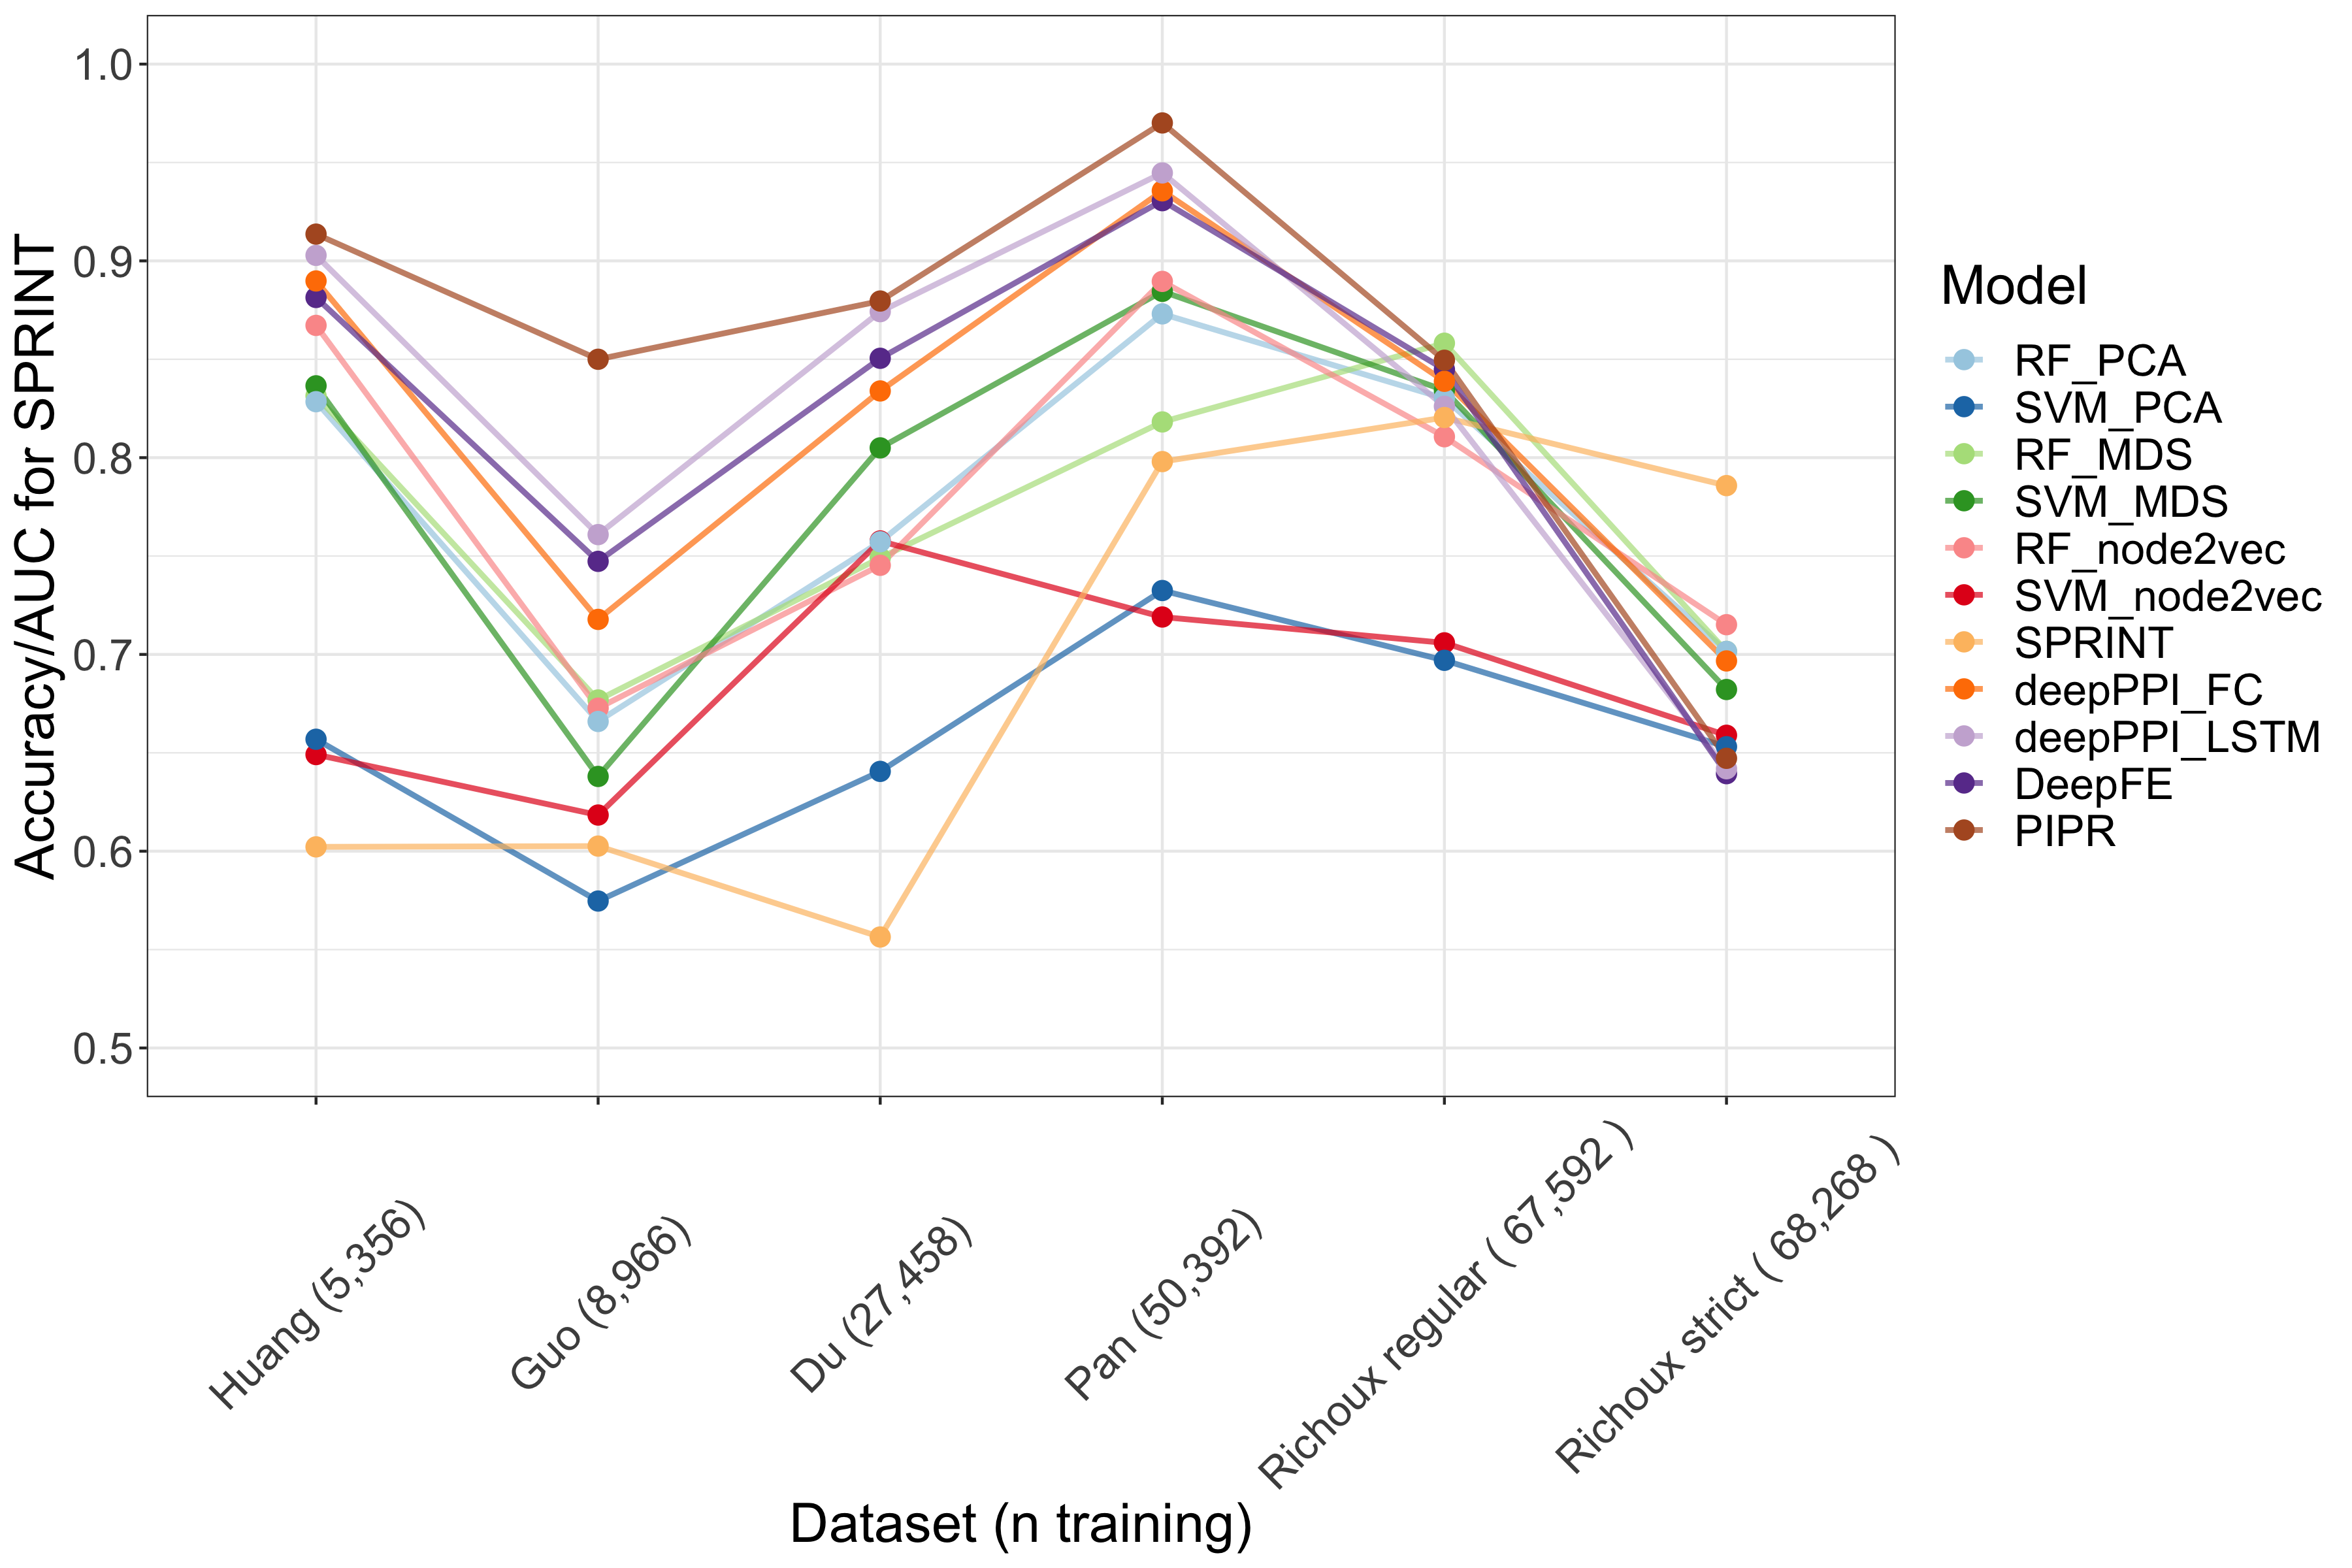 Accuracy/AUC for SPRINT
1.0
0.9
0.8
0.7
0.6
0.5
Huang (5,356)
Guo (8,966)
Du (27,458)
Pan (50,392)
Richoux regular ( 67,592 )
Richoux strict ( 68,268 )
Dataset (n training)
Model
RF_PCA
SVM_PCA
RF_MDS
SVM_MDS
RF_node2vec
SVM_node2vec
SPRINT
deepPPI_FC
deepPPI_LSTM
DeepFE
PIPR